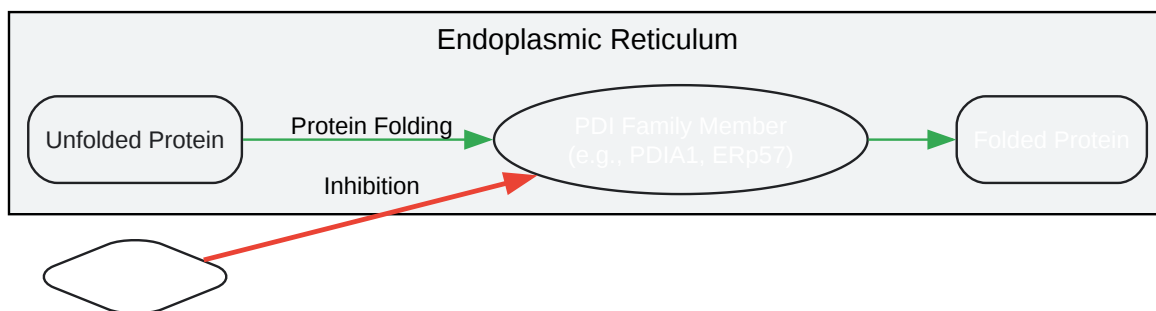 Endoplasmic Reticulum
Unfolded Protein
Protein Folding
PDI Family Member
(e.g., PDIA1, ERp57)
Folded Protein
Inhibition